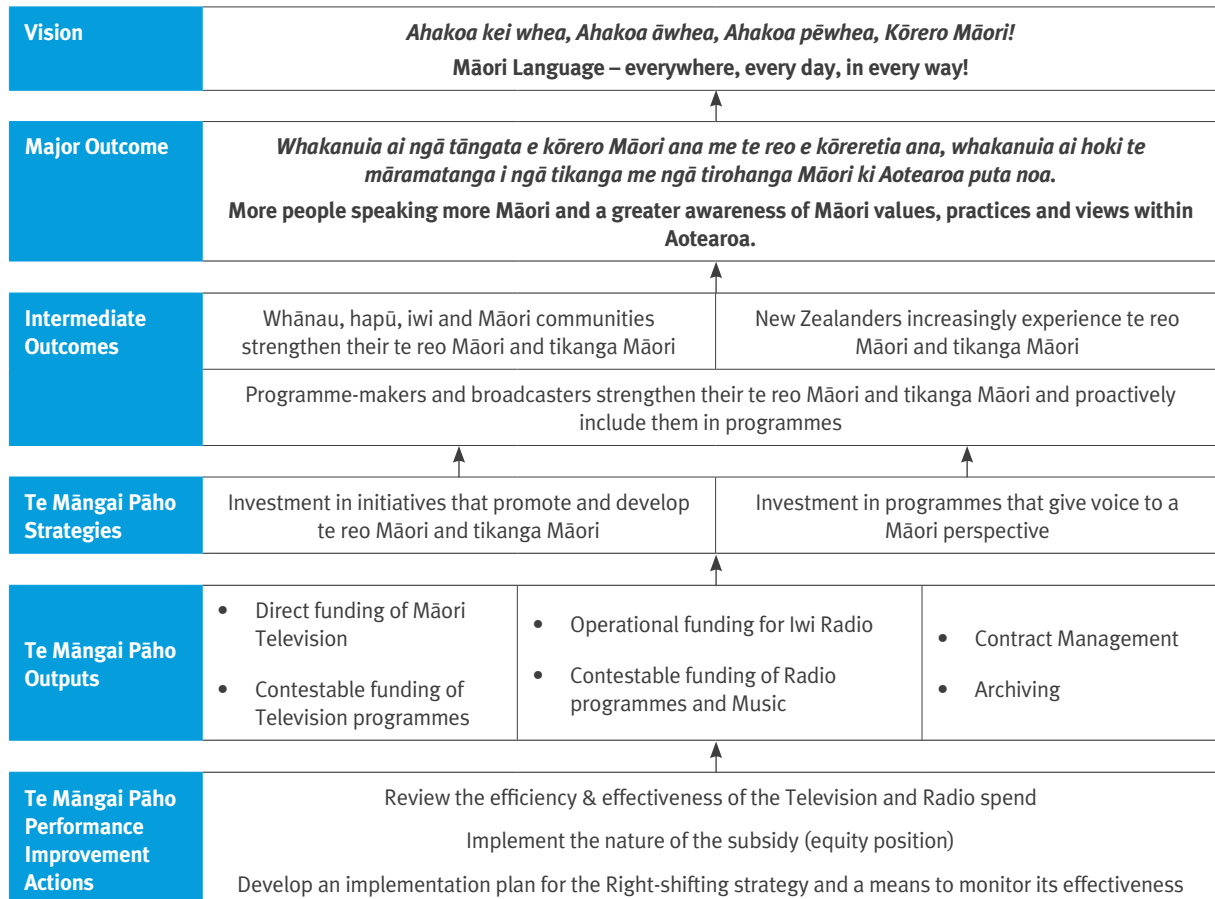 Vision
Ahakoa kei whea, Ahakoa āwhea, Ahakoa pēwhea, Kōrero Māori!
Māori Language – everywhere, every day, in every way!
Major Outcome
Whakanuia ai ngā tāngata e kōrero Māori ana me te reo e kōreretia ana, whakanuia ai hoki te
māramatanga i ngā tikanga me ngā tirohanga Māori ki Aotearoa puta noa.
More people speaking more Māori and a greater awareness of Māori values, practices and views within
Aotearoa.
Intermediate
Outcomes
Whānau, hapū, iwi and Māori communities
strengthen their te reo Māori and tikanga Māori
New Zealanders increasingly experience te reo
Māori and tikanga Māori
Programme-makers and broadcasters strengthen their te reo Māori and tikanga Māori and proactively
include them in programmes
Te Māngai Pāho
Strategies
Investment in initiatives that promote and develop
te reo Māori and tikanga Māori
Investment in programmes that give voice to a
Māori perspective
Te Māngai Pāho
Outputs
• Direct funding of Māori
Television
• Contestable funding of
Television programmes
• Operational funding for Iwi Radio
• Contestable funding of Radio
programmes and Music
• Contract Management
• Archiving
Te Māngai Pāho
Performance
Improvement
Actions
Review the efficiency & effectiveness of the Television and Radio spend
Implement the nature of the subsidy (equity position)
Develop an implementation plan for the Right-shifting strategy and a means to monitor its effectiveness